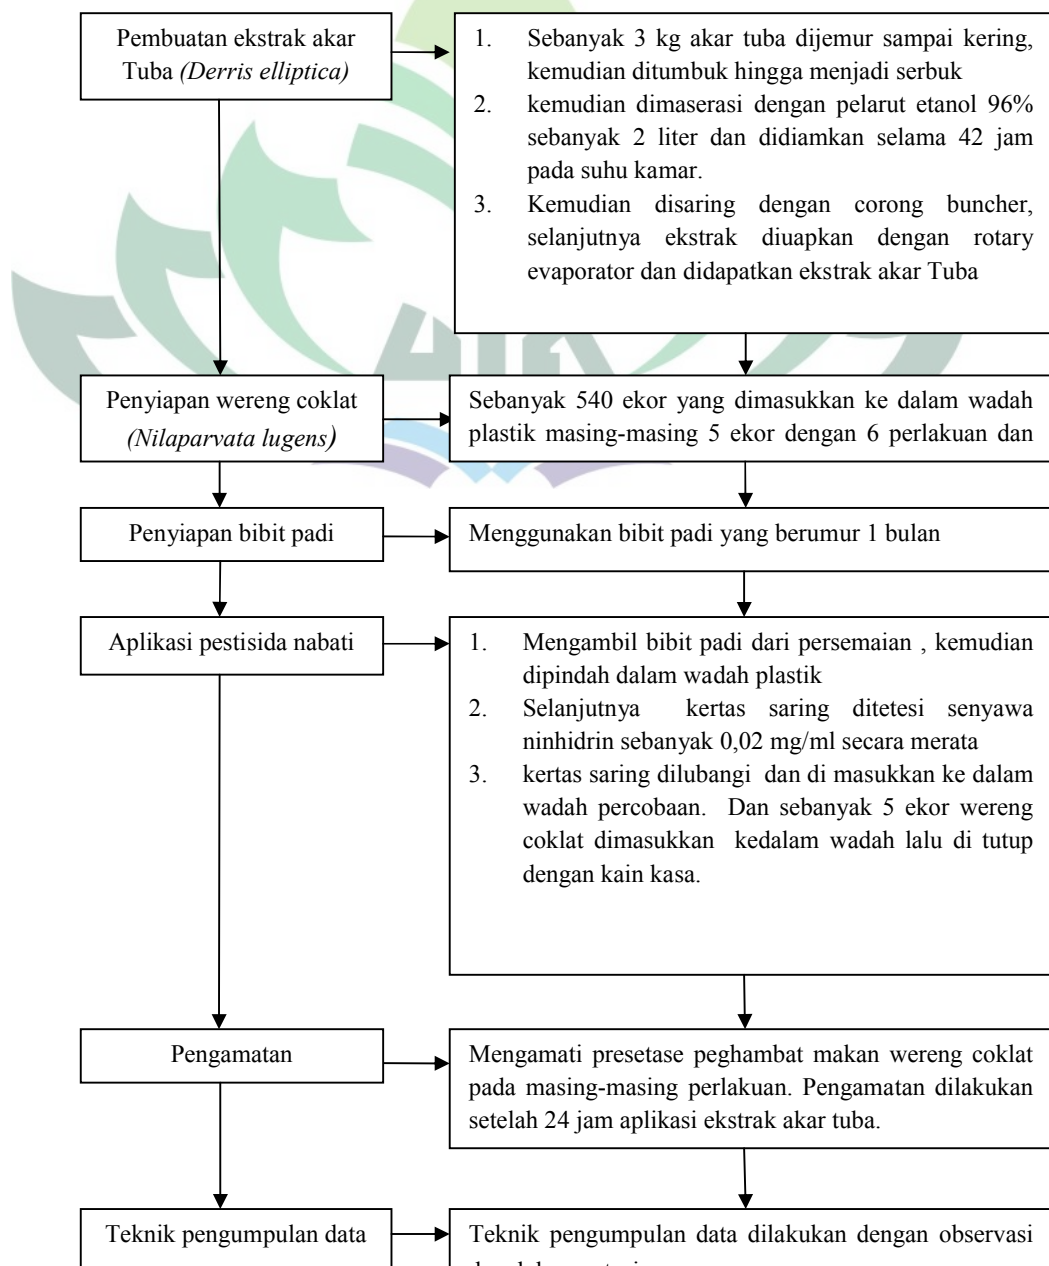 Pembuatan ekstrak akar
Tuba (Derris elliptica)
1. Sebanyak 3 kg akar tuba dijemur sampai kering,
kemudian ditumbuk hingga menjadi serbuk
2. kemudian dimaserasi dengan pelarut etanol 96%
sebanyak 2 liter dan didiamkan selama 42 jam
pada suhu kamar.
3. Kemudian disaring dengan corong buncher,
selanjutnya ekstrak diuapkan dengan rotary
evaporator dan didapatkan ekstrak akar Tuba
Penyiapan wereng coklat
(Nilaparvata lugens)
Sebanyak 540 ekor yang dimasukkan ke dalam wadah
plastik masing-masing 5 ekor dengan 6 perlakuan dan
Penyiapan bibit padi
Menggunakan bibit padi yang berumur 1 bulan
Aplikasi pestisida nabati
1. Mengambil bibit padi dari persemaian , kemudian
dipindah dalam wadah plastik
2. Selanjutnya kertas saring ditetesi senyawa
ninhidrin sebanyak 0,02 mg/ml secara merata
3. kertas saring dilubangi dan di masukkan ke dalam
wadah percobaan. Dan sebanyak 5 ekor wereng
coklat dimasukkan kedalam wadah lalu di tutup
dengan kain kasa.
Pengamatan
Mengamati presetase peghambat makan wereng coklat
pada masing-masing perlakuan. Pengamatan dilakukan
setelah 24 jam aplikasi ekstrak akar tuba.
Teknik pengumpulan data
Teknik pengumpulan data dilakukan dengan observasi